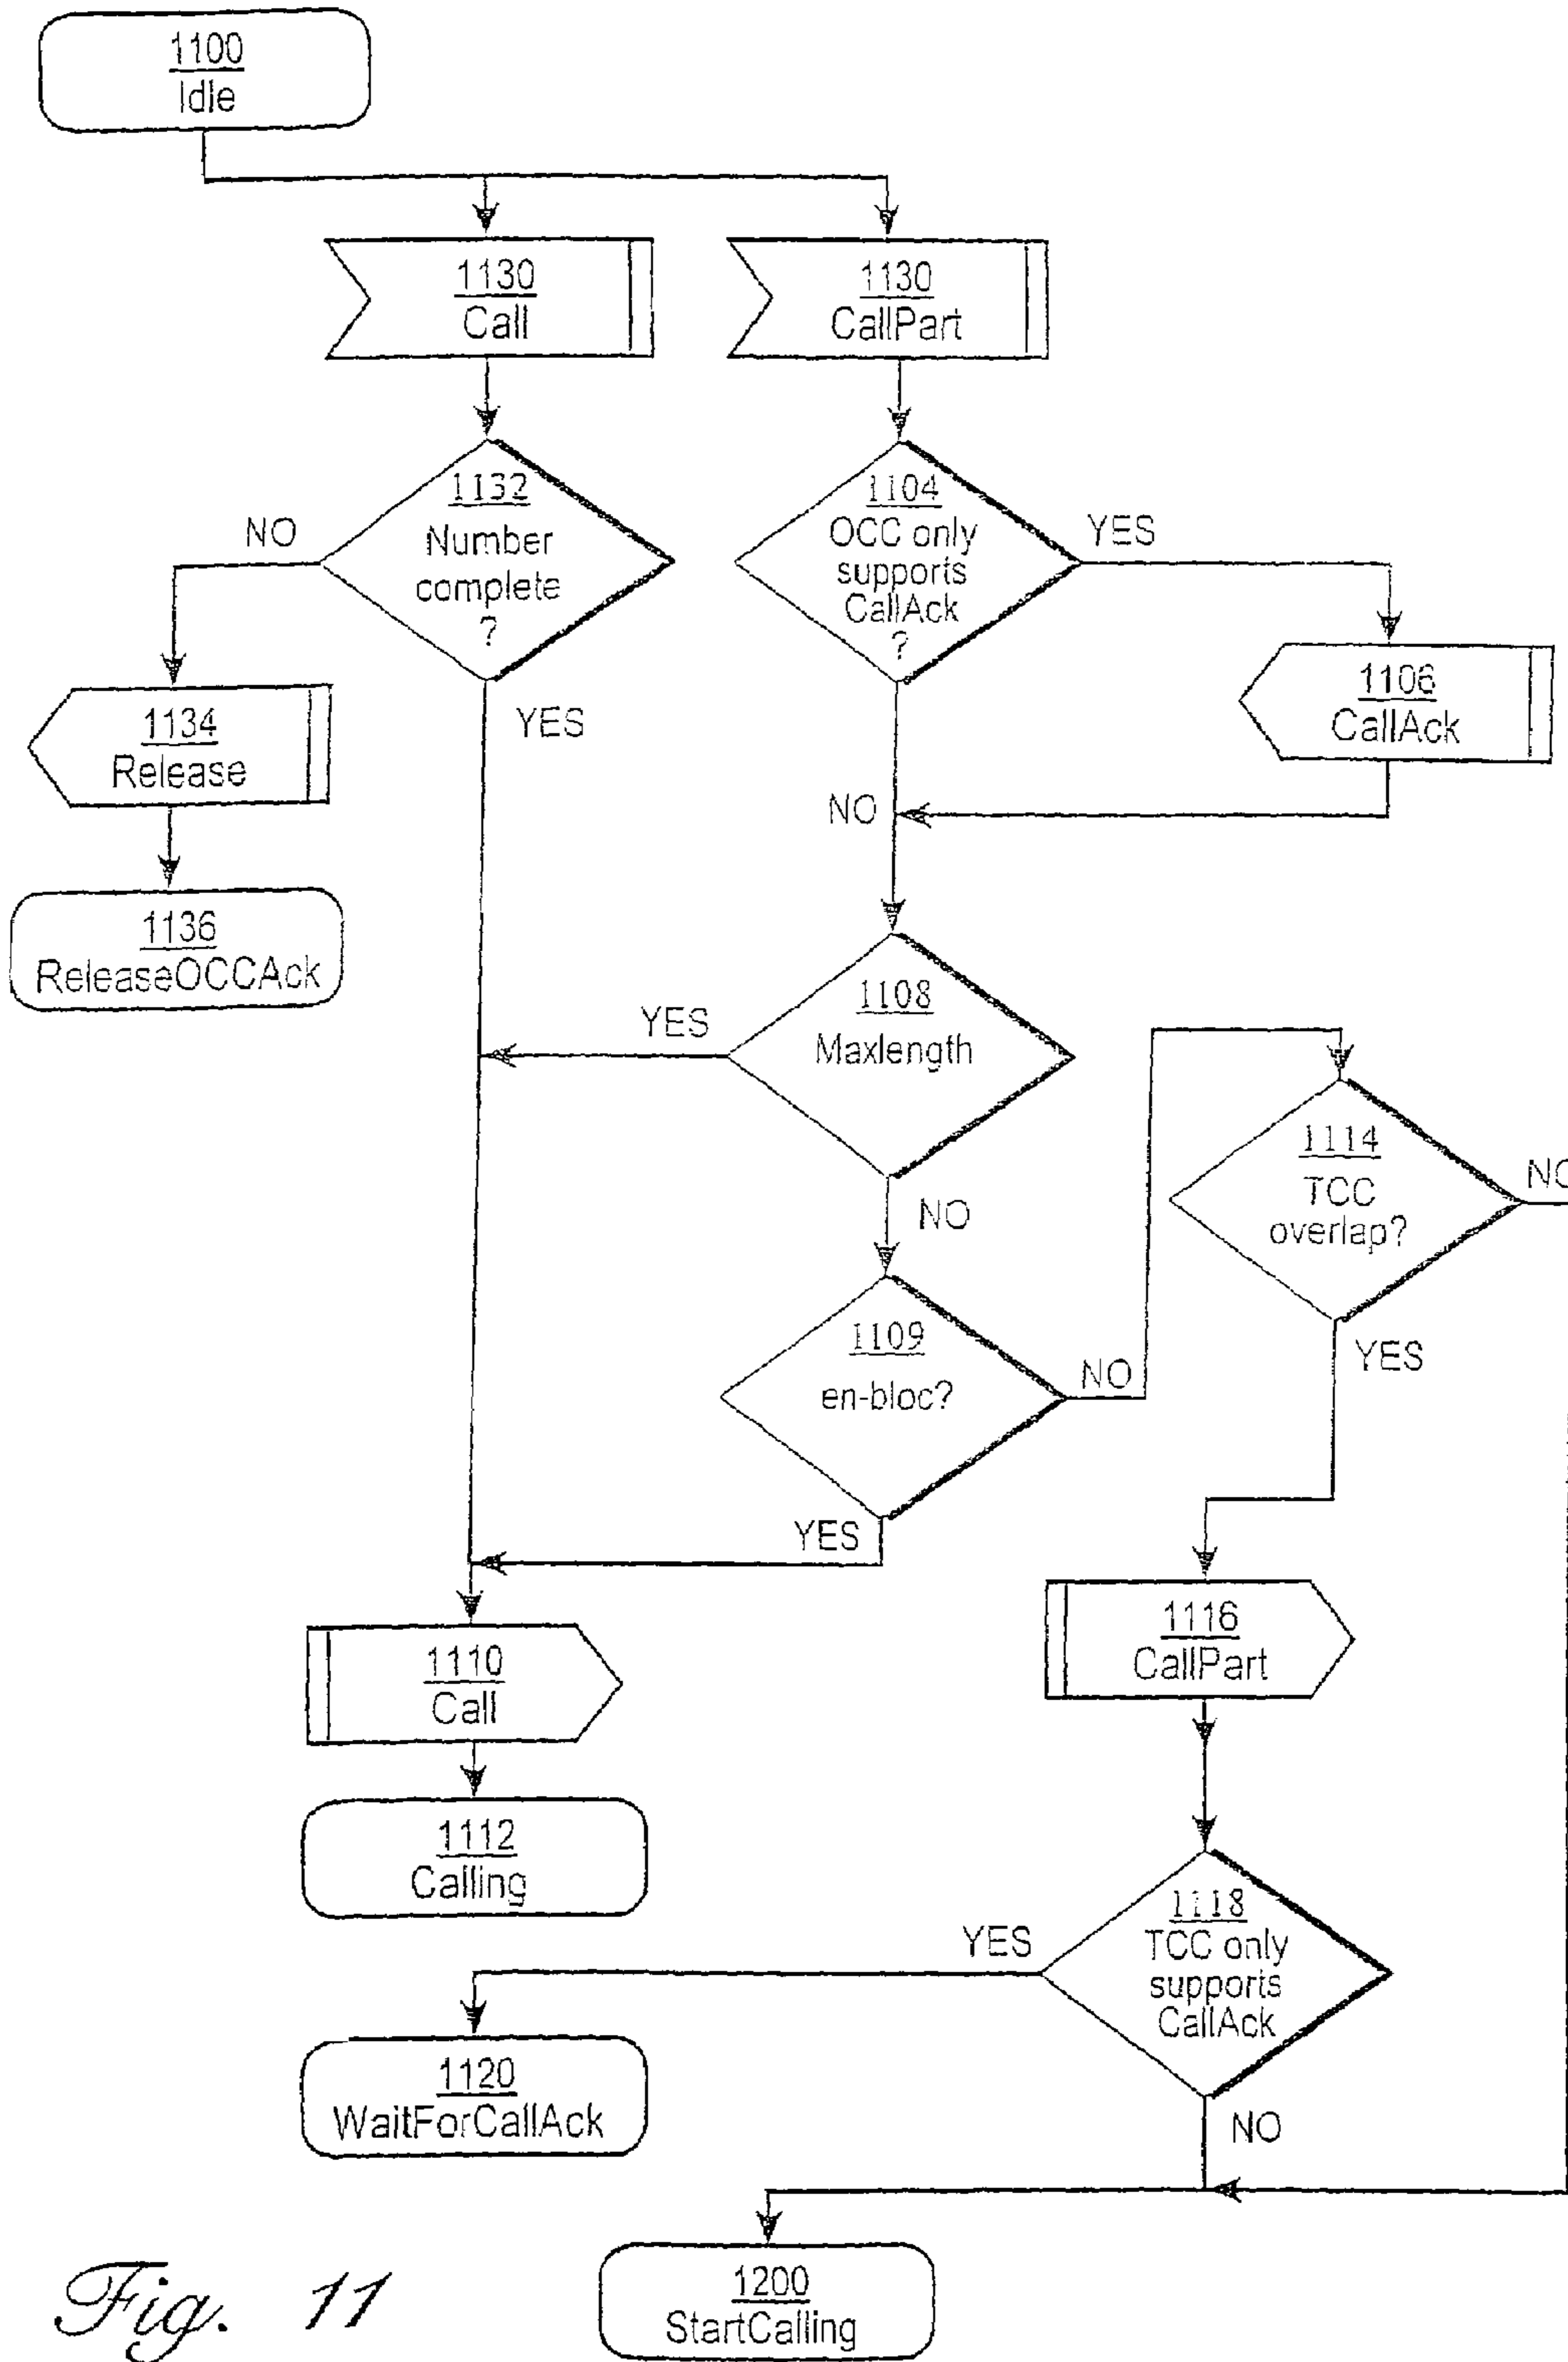 1100
Idle
1130
Call
1130
CallPart
1132
Number
complete
?
NO
YES
1104
OCC only
supports
CallAck
?
YES
NO
1106
CallAck
1134
Release
1136
ReleaseOCCAck
1108
Maxlength
YES
NO
1114
TCC
overlap?
NO
YES
1109
en-bloc?
NO
YES
1110
Call
1116
CallPart
1112
Calling
1118
TCC only
supports
CallAck
YES
NO
1120
WaitForCallAck
1200
StartCalling
Fig. 11